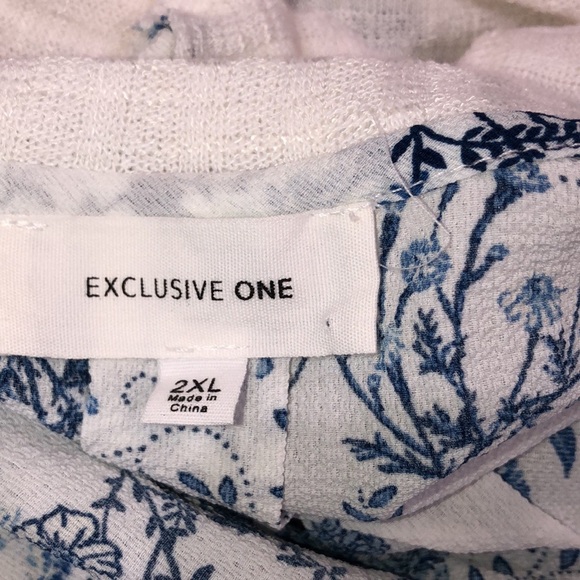 EXCLUSIVE ONE
2XL
Made in
China